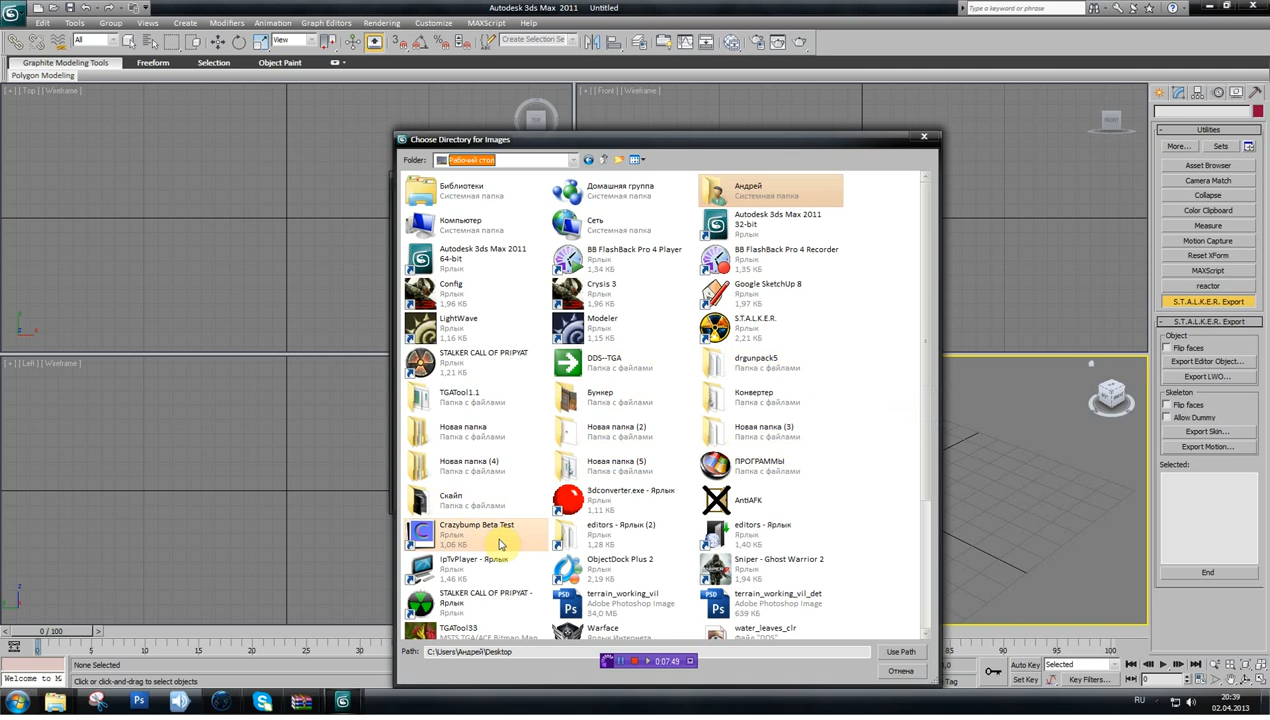 Autodesk 3ds Max 2011 Untitled
Type a keyword or phrase
Edit Tools Group Views Create Modifiers Animation Graph Editors Rendering Customize MAXScript Help
All View Create Selection Se
Graphite Modeling Tools Freeform Selection Object Paint
Polygon Modeling
[ + ] [ Top ] [ Wireframe ]
TOP
[ + ] [ Front ] [ Wireframe ]
FRONT
[ + ] [ Left ] [ Wireframe ]
Choose Directory for Images
Folder: Рабочий стол
Библиотеки
Системная папка
Домашняя группа
Системная папка
Андрей
Системная папка
Компьютер
Системная папка
Сеть
Системная папка
Autodesk 3ds Max 2011
32-bit
Ярлык
Autodesk 3ds Max 2011
64-bit
Ярлык
BB FlashBack Pro 4 Player
Ярлык
1,34 КБ
BB FlashBack Pro 4 Recorder
Ярлык
1,35 КБ
Config
Ярлык
1,96 КБ
Crysis 3
Ярлык
1,96 КБ
Google SketchUp 8
Ярлык
1,97 КБ
LightWave
Ярлык
1,16 КБ
Modeler
Ярлык
1,15 КБ
S.T.A.L.K.E.R.
Ярлык
2,21 КБ
STALKER CALL OF PRIPYAT
Ярлык
1,21 КБ
DDS--TGA
Папка с файлами
drgunpack5
Папка с файлами
TGATool1.1
Папка с файлами
Бункер
Папка с файлами
Конвертер
Папка с файлами
Новая папка
Папка с файлами
Новая папка (2)
Папка с файлами
Новая папка (3)
Папка с файлами
Новая папка (4)
Папка с файлами
Новая папка (5)
Папка с файлами
ПРОГРАММЫ
Папка с файлами
Скайп
Папка с файлами
3dconverter.exe - Ярлык
Ярлык
1,11 КБ
AntiAFK
Crazybump Beta Test
Ярлык
1,06 КБ
editors - Ярлык (2)
Ярлык
1,28 КБ
editors - Ярлык
Ярлык
1,40 КБ
IpTvPlayer - Ярлык
Ярлык
1,46 КБ
ObjectDock Plus 2
Ярлык
2,19 КБ
Sniper - Ghost Warrior 2
Ярлык
1,94 КБ
STALKER CALL OF PRIPYAT -
Ярлык
Ярлык
terrain_working_vil
Adobe Photoshop Image
34,0 МБ
terrain_working_vil_det
Adobe Photoshop Image
639 КБ
TGATool33
MSTS TGA/ACE Bitmap Man
Warface
Ярлык Интернета
water_leaves_clr
Файл "DDS"
Path: C:\Users\Андрей\Desktop
Use Path
Отмена
0:07:49
Utilities
More... Sets
Asset Browser
Camera Match
Collapse
Color Clipboard
Measure
Motion Capture
Reset XForm
MAXScript
reactor
S.T.A.L.K.E.R. Export
S.T.A.L.K.E.R. Export
Object
Flip faces
Export Editor Object...
Export LWO...
Skeleton
Flip faces
Allow Dummy
Export Skin...
Export Motion...
Selected:
End
0 / 100
0 5 10 15 20 25 30 35
95 100
None Selected
Auto Key Selected
Welcome to M
Click or click-and-drag to select objects
Set Key Key Filters... 0
RU
20:39
02.04.2013